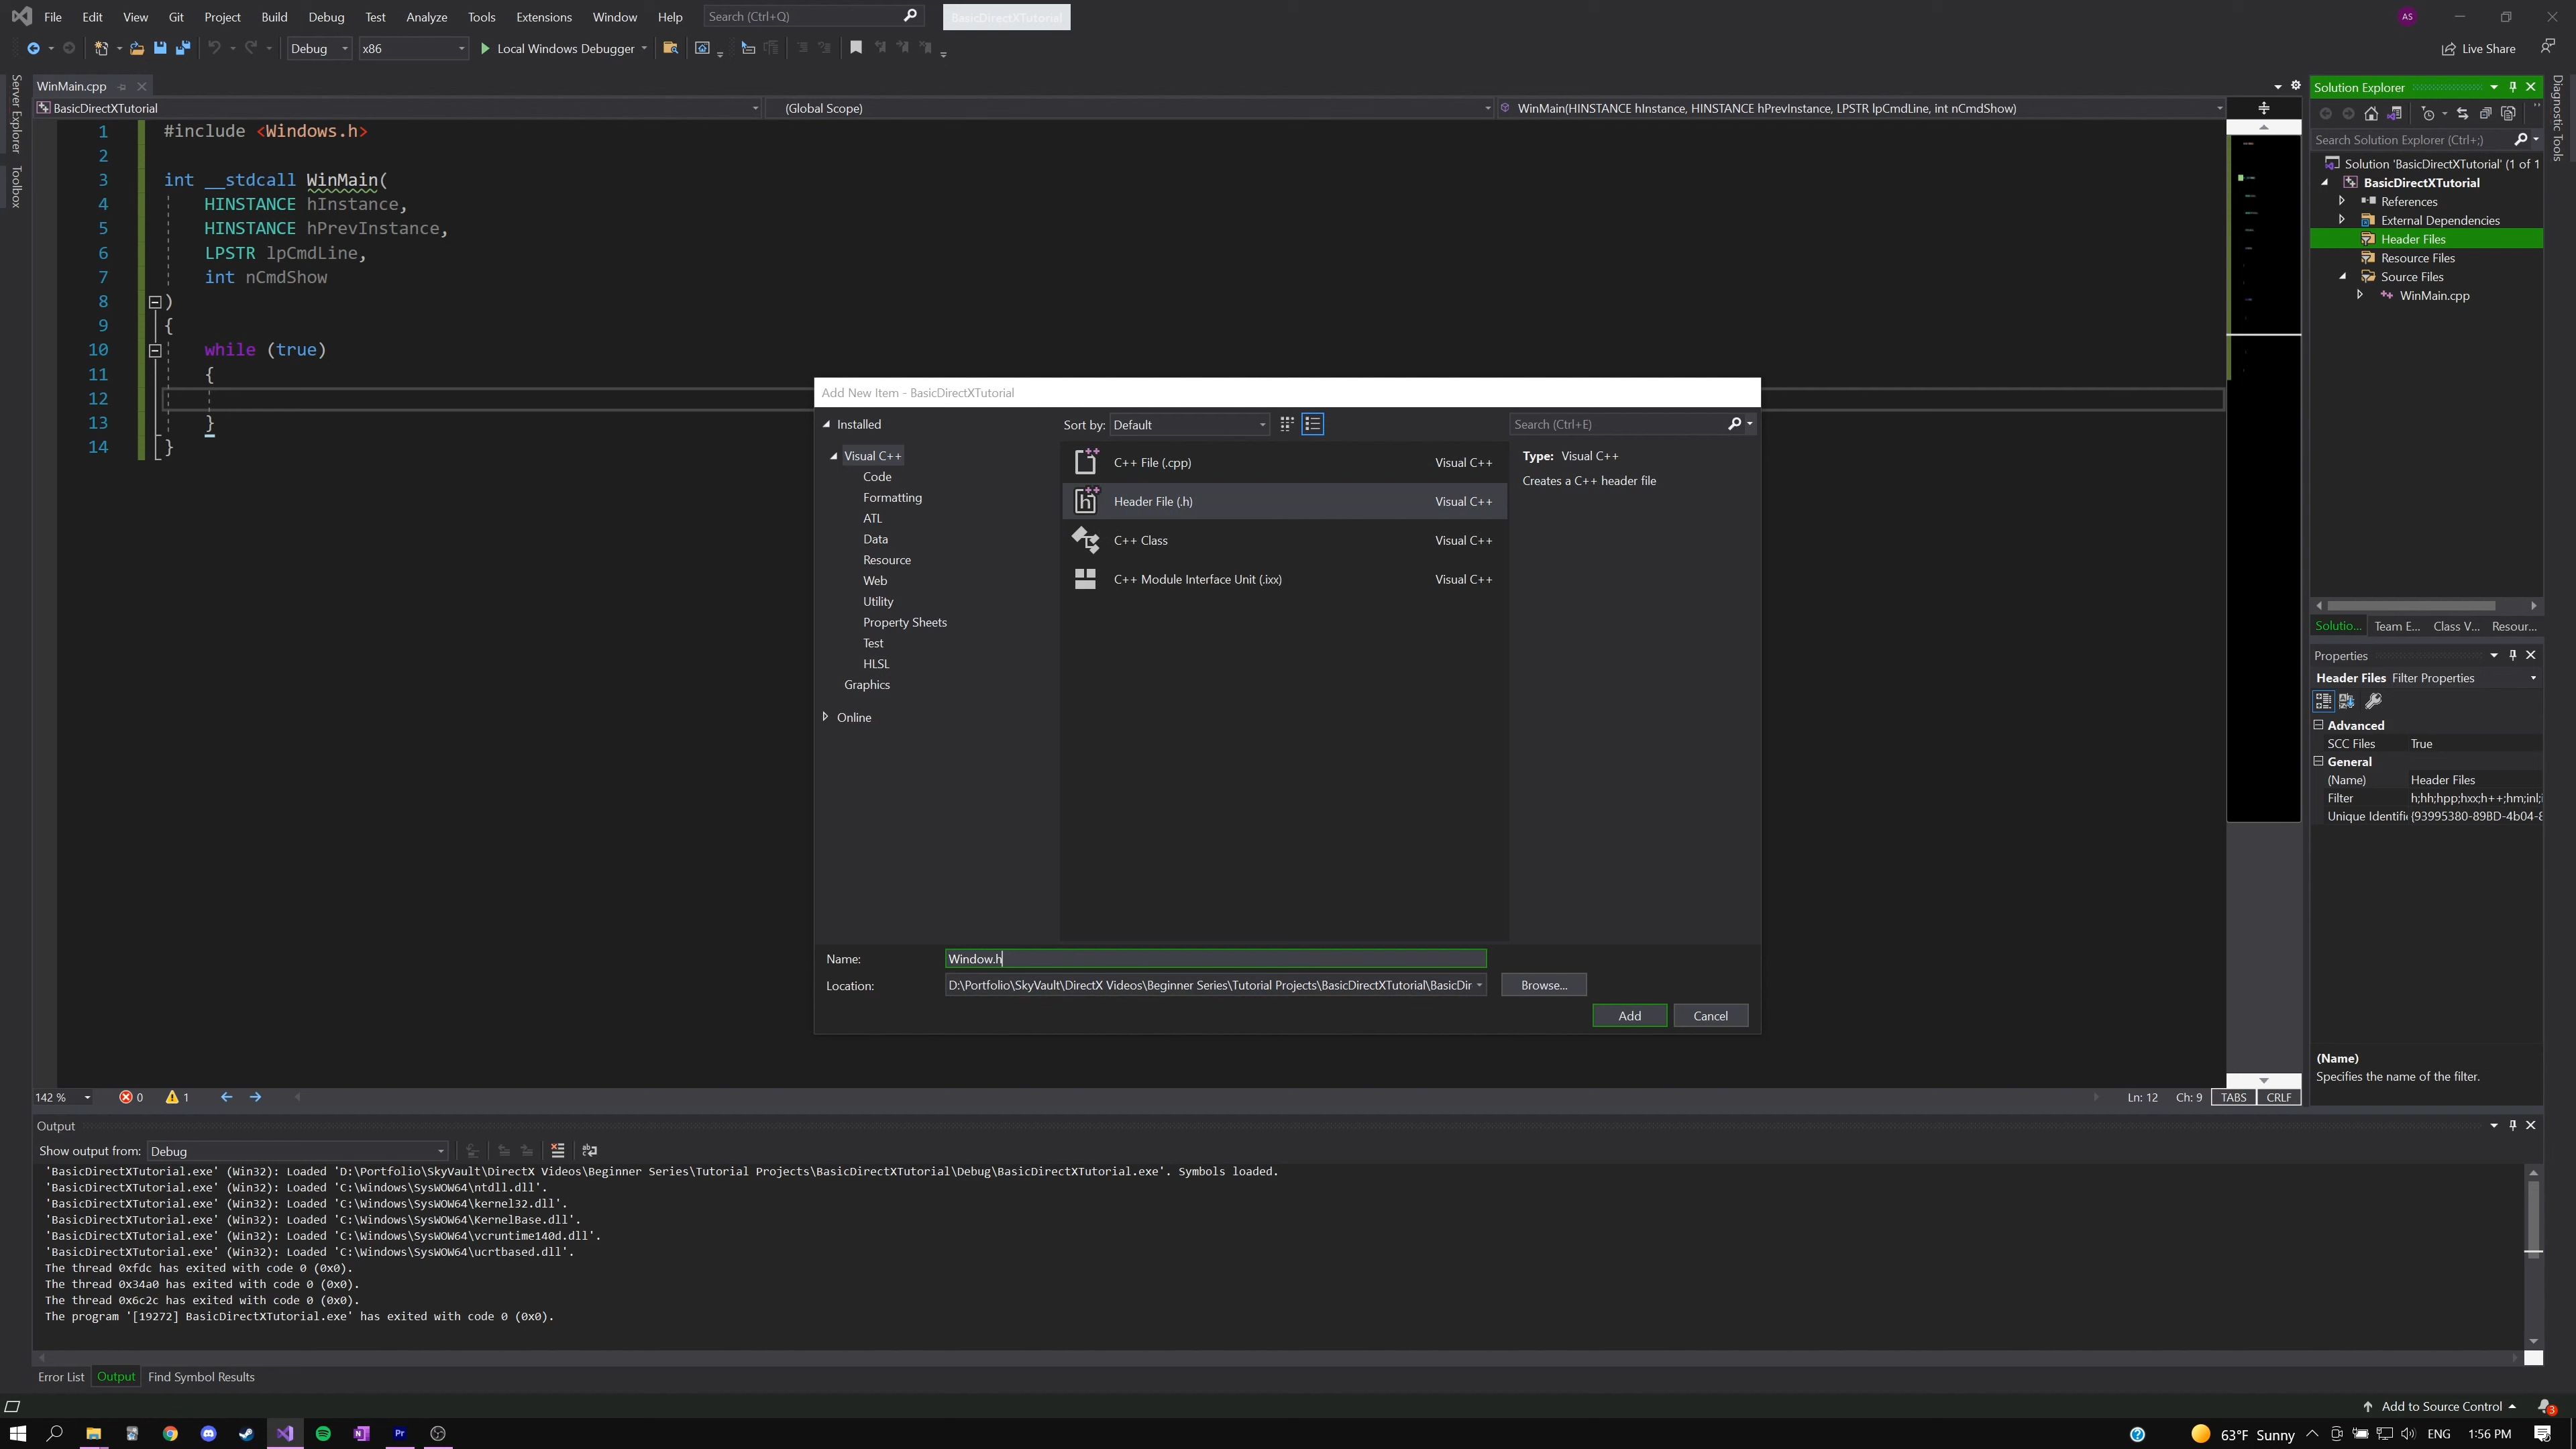 File Edit View Git Project Build Debug Test Analyze Tools Extensions Window Help Search (Ctrl+Q) BasicDirectXTutorial AS
Debug x86 Local Windows Debugger Live Share
Server Explorer
Toolbox
WinMain.cpp
BasicDirectXTutorial (Global Scope) WinMain(HINSTANCE hInstance, HINSTANCE hPrevInstance, LPSTR lpCmdLine, int nCmdShow)
1 #include <Windows.h>
2
3 int __stdcall WinMain(
4 HINSTANCE hInstance,
5 HINSTANCE hPrevInstance,
6 LPSTR lpCmdLine,
7 int nCmdShow
8 )
9 {
10 while (true)
11 {
12
13 }
14 }
Add New Item - BasicDirectXTutorial
Installed
Visual C++
Code
Formatting
ATL
Data
Resource
Web
Utility
Property Sheets
Test
HLSL
Graphics
Online
Sort by: Default
C++ File (.cpp) Visual C++
Header File (.h) Visual C++
C++ Class Visual C++
C++ Module Interface Unit (.ixx) Visual C++
Search (Ctrl+E)
Type: Visual C++
Creates a C++ header file
Name: Window.h
Location: D:\Portfolio\SkyVault\DirectX Videos\Beginner Series\Tutorial Projects\BasicDirectXTutorial\BasicDir Browse...
Add Cancel
Solution Explorer
Search Solution Explorer (Ctrl+;)
Solution 'BasicDirectXTutorial' (1 of 1
BasicDirectXTutorial
References
External Dependencies
Header Files
Resource Files
Source Files
WinMain.cpp
Solutio... Team E... Class V... Resour...
Properties
Header Files Filter Properties
Advanced
SCC Files True
General
(Name) Header Files
Filter h;hh;hpp;hxx;h++;hm;inl;i
Unique Identifi {93995380-89BD-4b04-8
(Name)
Specifies the name of the filter.
Diagnostic Tools
142 % 0 1 Ln: 12 Ch: 9 TABS CRLF
Output
Show output from: Debug
'BasicDirectXTutorial.exe' (Win32): Loaded 'D:\Portfolio\SkyVault\DirectX Videos\Beginner Series\Tutorial Projects\BasicDirectXTutorial\Debug\BasicDirectXTutorial.exe'. Symbols loaded.
'BasicDirectXTutorial.exe' (Win32): Loaded 'C:\Windows\SysWOW64\ntdll.dll'.
'BasicDirectXTutorial.exe' (Win32): Loaded 'C:\Windows\SysWOW64\kernel32.dll'.
'BasicDirectXTutorial.exe' (Win32): Loaded 'C:\Windows\SysWOW64\KernelBase.dll'.
'BasicDirectXTutorial.exe' (Win32): Loaded 'C:\Windows\SysWOW64\vcruntime140d.dll'.
'BasicDirectXTutorial.exe' (Win32): Loaded 'C:\Windows\SysWOW64\ucrtbased.dll'.
The thread 0xfdc has exited with code 0 (0x0).
The thread 0x34a0 has exited with code 0 (0x0).
The thread 0x6c2c has exited with code 0 (0x0).
The program '[19272] BasicDirectXTutorial.exe' has exited with code 0 (0x0).
Error List Output Find Symbol Results
Add to Source Control 3
Pr 63°F Sunny ENG 1:56 PM